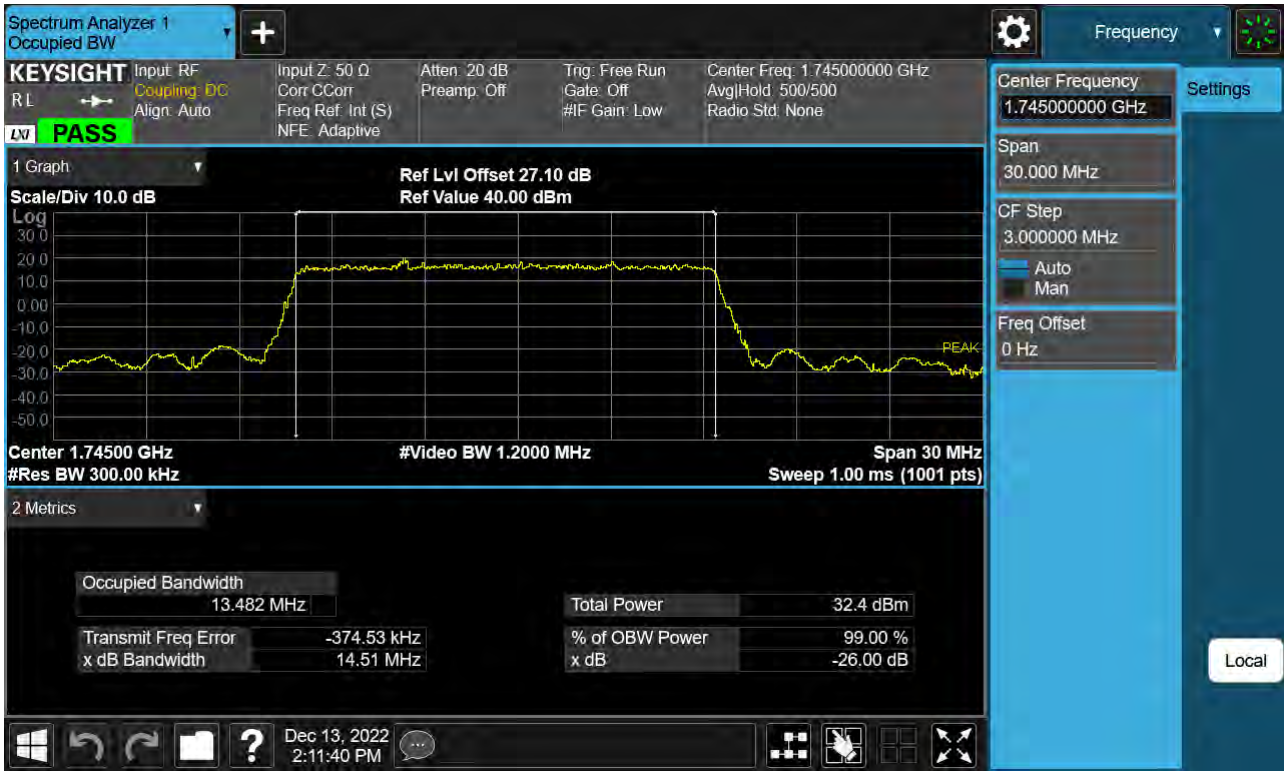 Spectrum Analyzer 1
Occupied BW
Frequency
KEYSIGHT
RL
LXI
PASS
Input: RF
Coupling: DC
Align: Auto
Input Z: 50 Ω
Corr CCorr
Freq Ref: Int (S)
NFE: Adaptive
Atten: 20 dB
Preamp: Off
Trig: Free Run
Gate: Off
#IF Gain: Low
Center Freq: 1.745000000 GHz
Avg|Hold: 500/500
Radio Std: None
Center Frequency
1.745000000 GHz
Settings
Span
30.000 MHz
CF Step
3.000000 MHz
Auto
Man
Freq Offset
0 Hz
1 Graph
Scale/Div 10.0 dB
Ref Lvl Offset 27.10 dB
Ref Value 40.00 dBm
Log
30.0
20.0
10.0
0.00
-10.0
-20.0
-30.0
-40.0
-50.0
PEAK
Center 1.74500 GHz
#Video BW 1.2000 MHz
Span 30 MHz
#Res BW 300.00 kHz
Sweep 1.00 ms (1001 pts)
2 Metrics
Occupied Bandwidth
13.482 MHz
Total Power 32.4 dBm
Transmit Freq Error -374.53 kHz
% of OBW Power 99.00 %
x dB Bandwidth 14.51 MHz
x dB -26.00 dB
Local
?
Dec 13, 2022
2:11:40 PM